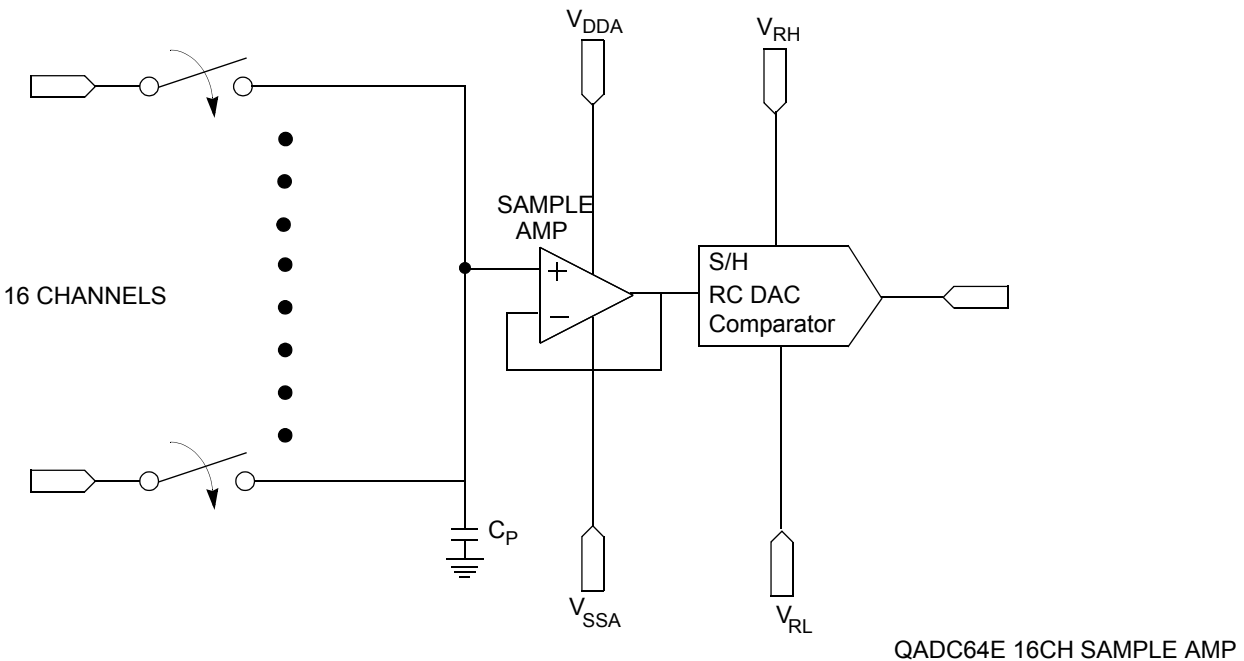 V_DDA
V_RH
SAMPLE
AMP
+
S/H
16 CHANNELS
RC DAC
–
Comparator
C_P
V_SSA
V_RL
QADC64E 16CH SAMPLE AMP